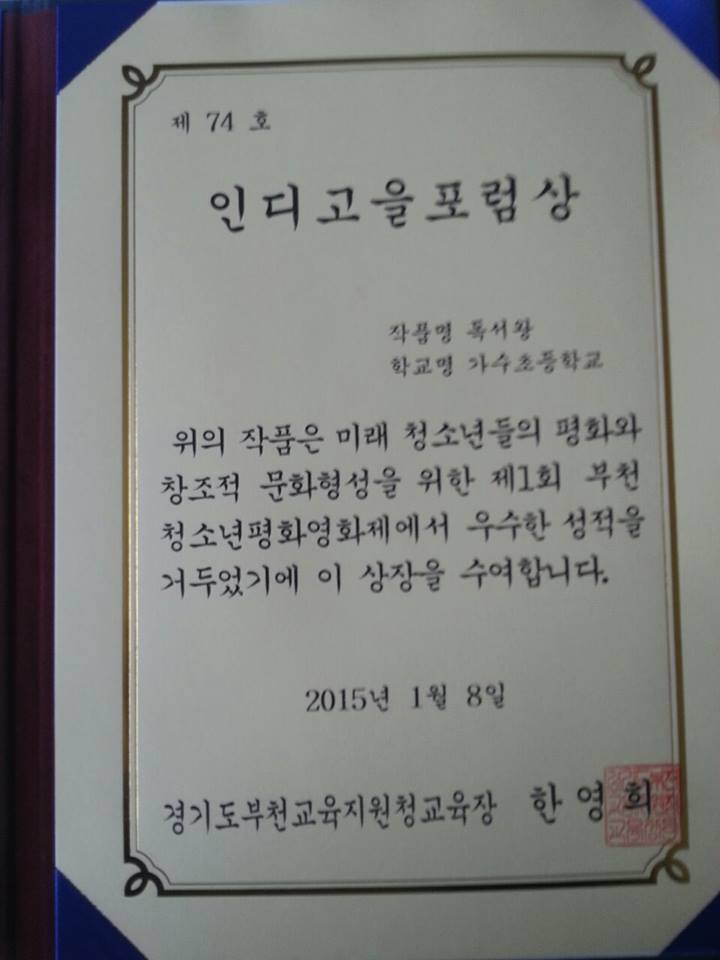 제 74 호
인디고을포럼상
작품명 독서왕
학교명 가수초등학교
위의 작품은 미래 청소년들의 평화와
창조적 문화형성을 위한 제1회 부천
청소년평화영화제에서 우수한 성적을
거두었기에 이 상장을 수여합니다.
2015년 1월 8일
경기도부천교육지원청교육장 한영희